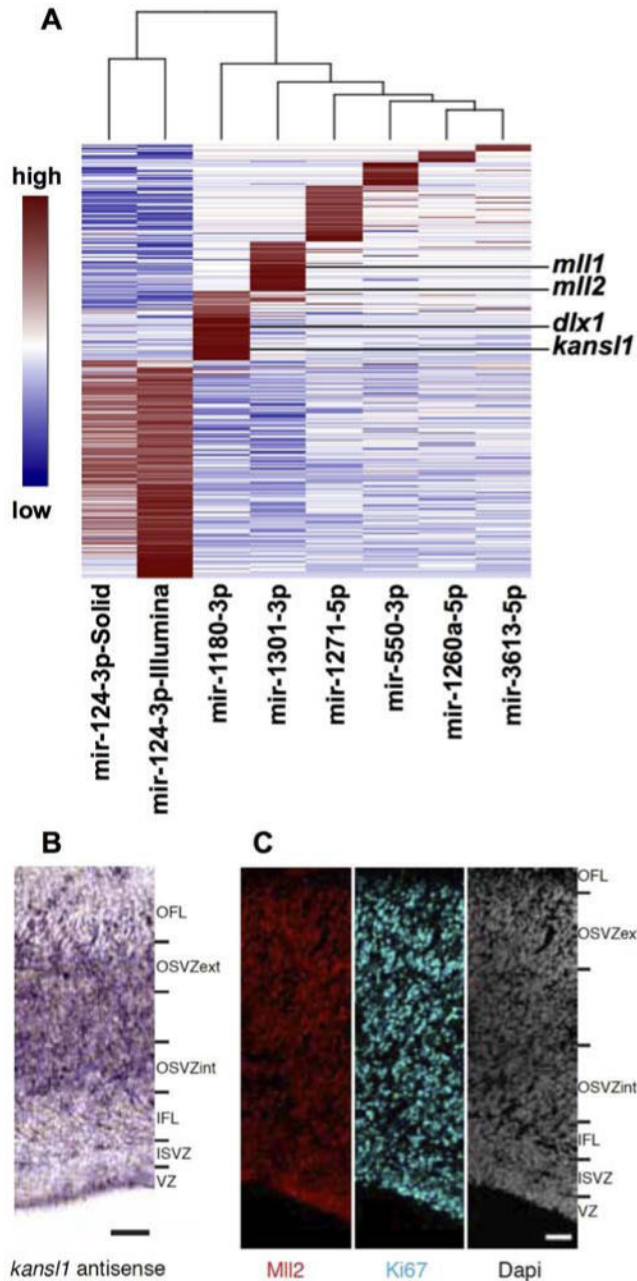 A
high
low
mll1
mll2
dlx1
kansl1
mir-124-3p-Solid
mir-124-3p-Illumina
mir-1180-3p
mir-1301-3p
mir-1271-5p
mir-550-3p
mir-1260a-5p
mir-3613-5p
B
OFL
OSVZext
OSVZint
IFL
ISVZ
VZ
kansl1 antisense
C
OFL
OSVZext
OSVZint
IFL
ISVZ
VZ
Mll2 Ki67 Dapi